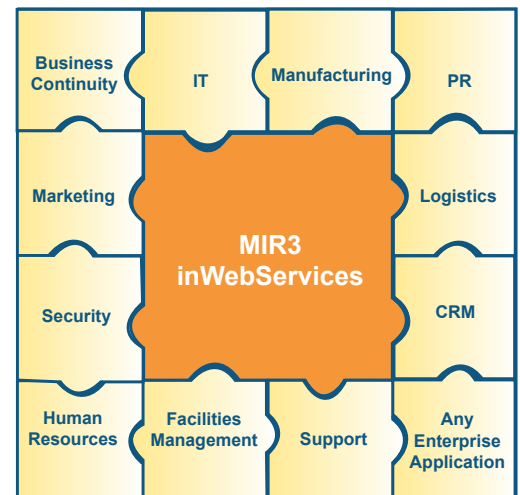 Business
Continuity
IT
Manufacturing
PR
Marketing
MIR3
inWebServices
Logistics
Security
CRM
Human
Resources
Facilities
Management
Support
Any
Enterprise
Application